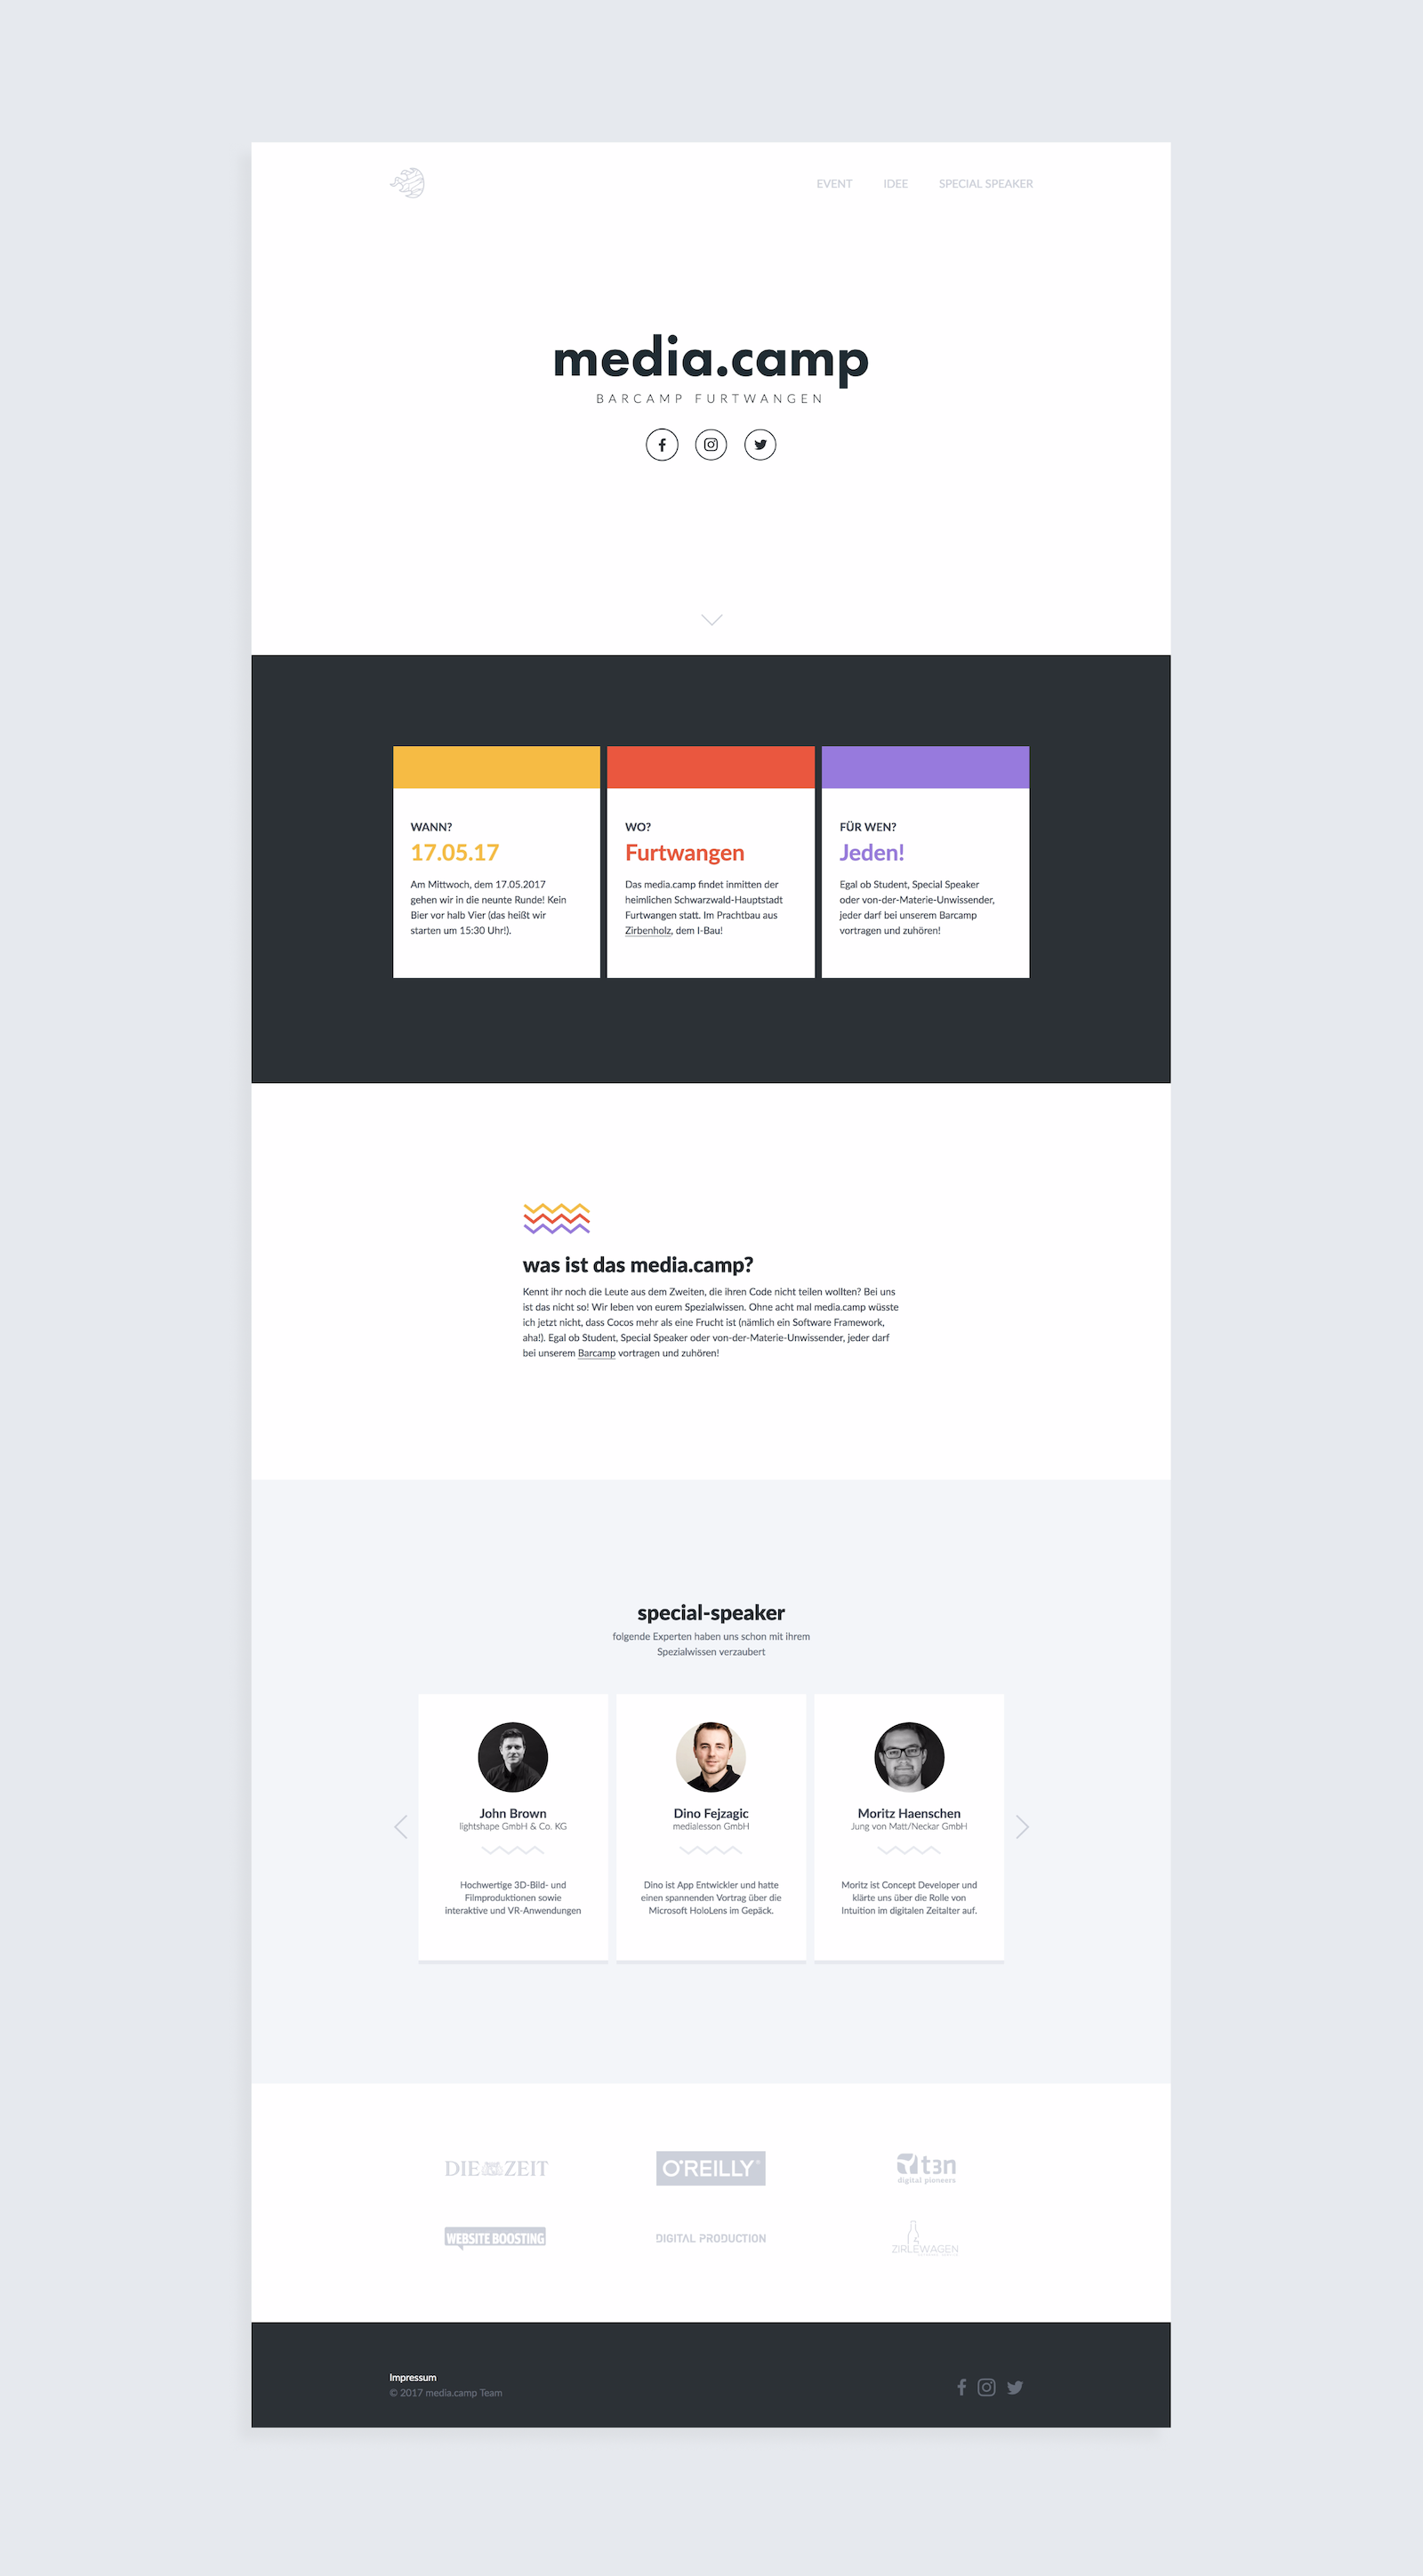 EVENT IDEE SPECIAL SPEAKER
media.camp
BARCAMP FURTWANGEN
WANN?
17.05.17
Am Mittwoch, dem 17.05.2017
gehen wir in die neunte Runde! Kein
Bier vor halb Vier (das heißt wir
starten um 15:30 Uhr!).
WO?
Furtwangen
Das media.camp findet inmitten der
heimlichen Schwarzwald-Hauptstadt
Furtwangen statt. Im Prachtbau aus
Zirbenholz, dem I-Bau!
FÜR WEN?
Jeden!
Egal ob Student, Special Speaker
oder von-der-Materie-Unwissender,
jeder darf bei unserem Barcamp
vortragen und zuhören!
was ist das media.camp?
Kennt ihr noch die Leute aus dem Zweiten, die ihren Code nicht teilen wollten? Bei uns
ist das nicht so! Wir leben von eurem Spezialwissen. Ohne acht mal media.camp wüsste
ich jetzt nicht, dass Cocos mehr als eine Frucht ist (nämlich ein Software Framework,
aha!). Egal ob Student, Special Speaker oder von-der-Materie-Unwissender, jeder darf
bei unserem Barcamp vortragen und zuhören!
special-speaker
folgende Experten haben uns schon mit ihrem
Spezialwissen verzaubert
John Brown
lightshape GmbH & Co. KG
Hochwertige 3D-Bild- und
Filmproduktionen sowie
interaktive und VR-Anwendungen
Dino Fejzagic
medialesson GmbH
Dino ist App Entwickler und hatte
einen spannenden Vortrag über die
Microsoft HoloLens im Gepäck.
Moritz Haenschen
Jung von Matt/Neckar GmbH
Moritz ist Concept Developer und
klärte uns über die Rolle von
Intuition im digitalen Zeitalter auf.
DIE ZEIT
O'REILLY
t3n
digital pioneers
WEBSITE BOOSTING
DIGITAL PRODUCTION
ZIRLEWAGEN
Impressum
© 2017 media.camp Team